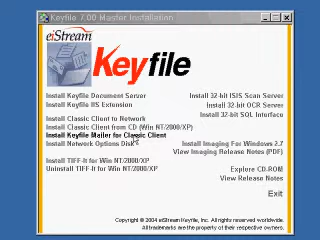 Keyfile 7.00 Master Installation
eiStream
Keyfile
Install Keyfile Document Server
Install Keyfile IIS Extension
Install Classic Client to Network
Install Classic Client from CD (Win NT/2000/XP)
Install Keyfile Mailer for Classic Client
Install Network Options Disk
Install TIFF-It for Win NT/2000/XP
Uninstall TIFF-It for Win NT/2000/XP
Install 32-bit ISIS Scan Server
Install 32-bit OCR Server
Install 32-bit SQL Interface
Install Imaging For Windows 2.7
View Imaging Release Notes (PDF)
Explore CD-ROM
View Release Notes
Exit
Copyright © 2004 eiStream Keyfile, Inc. All rights reserved worldwide.
All trademarks are the property of their respective owners.